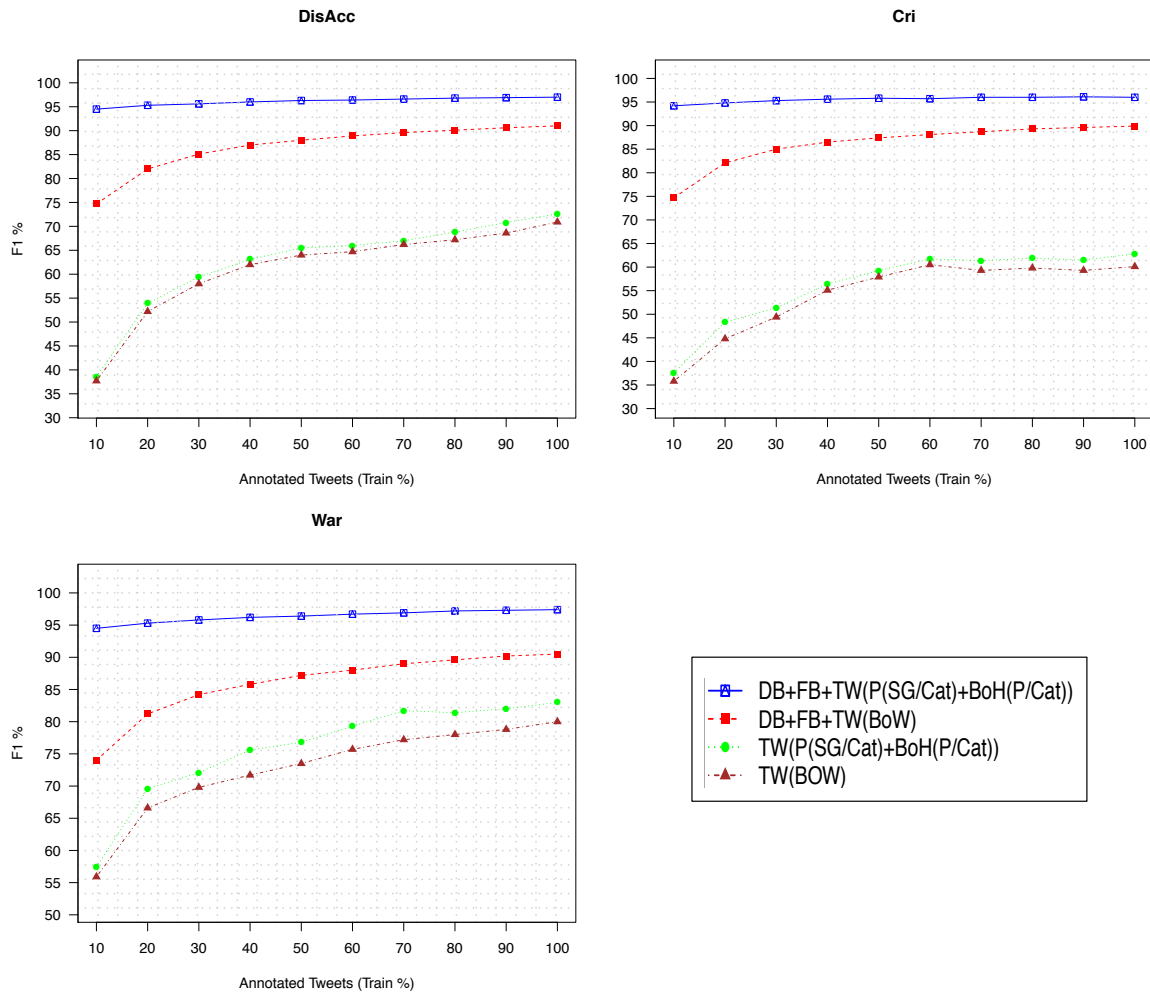 DisAcc
F1 %
100
95
90
85
80
75
70
65
60
55
50
45
40
35
30
10 20 30 40 50 60 70 80 90 100
Annotated Tweets (Train %)
Cri
100
95
90
85
80
75
70
65
60
55
50
45
40
35
30
10 20 30 40 50 60 70 80 90 100
Annotated Tweets (Train %)
War
F1 %
100
95
90
85
80
75
70
65
60
55
50
10 20 30 40 50 60 70 80 90 100
Annotated Tweets (Train %)
DB+FB+TW(P(SG/Cat)+BoH(P/Cat))
DB+FB+TW(BoW)
TW(P(SG/Cat)+BoH(P/Cat))
TW(BOW)